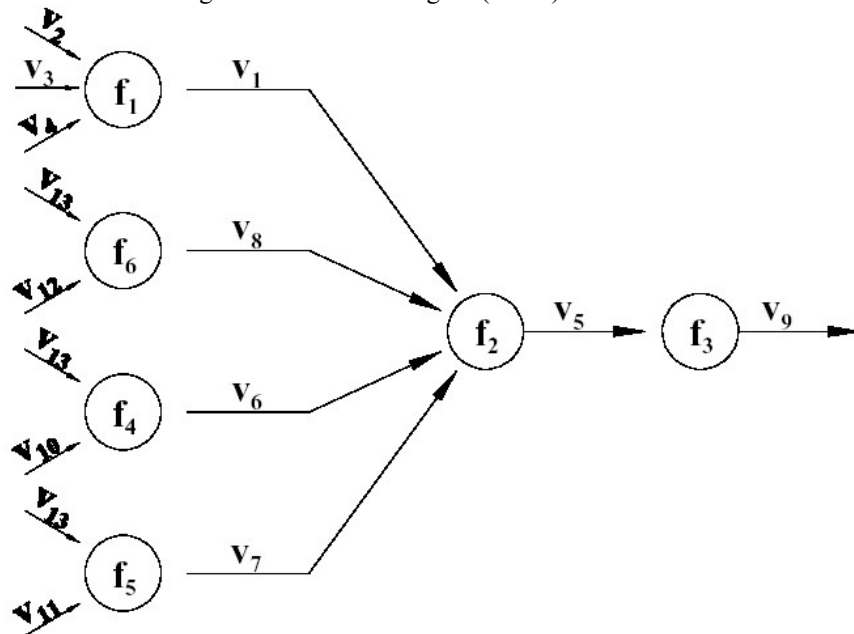 v₂
v₃
f₁
v₁
v₄
v₁₃
f₆
v₈
v₁₂
v₁₃
f₂
v₅
f₃
v₉
f₄
v₆
v₁₀
v₁₃
f₅
v₇
v₁₁